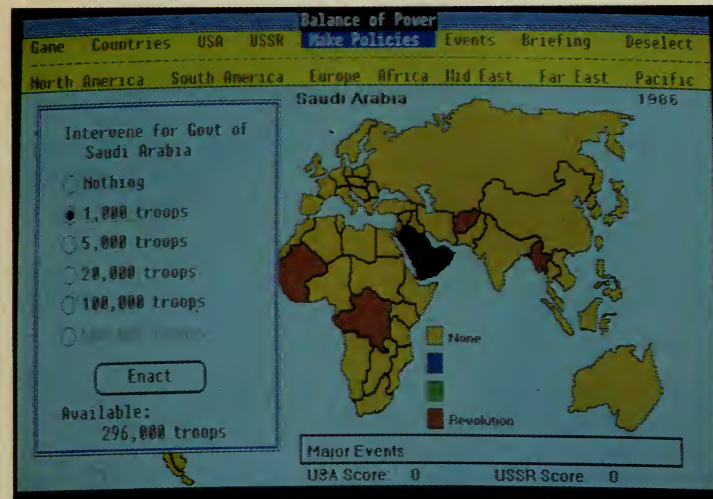 Balance of Power
Game Countries USA USSR Make Policies Events Briefing Deselect
North America South America Europe Africa Mid East Far East Pacific
Intervene for Govt of
Saudi Arabia
Nothing
1,000 troops
5,000 troops
20,000 troops
100,000 troops
Enact
Available:
296,000 troops
Saudi Arabia 1986
None
Revolution
Major Events
USA Score: 0 USSR Score 0